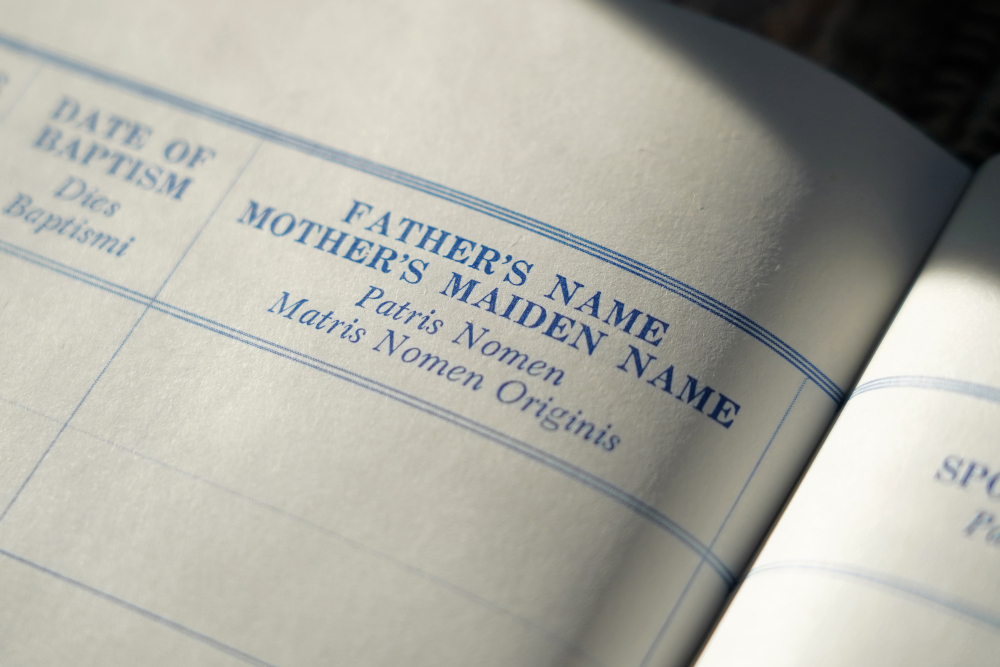 DATE OF
BAPTISM
Dies
Baptismi
FATHER'S NAME
MOTHER'S MAIDEN NAME
Patris Nomen
Matris Nomen Originis